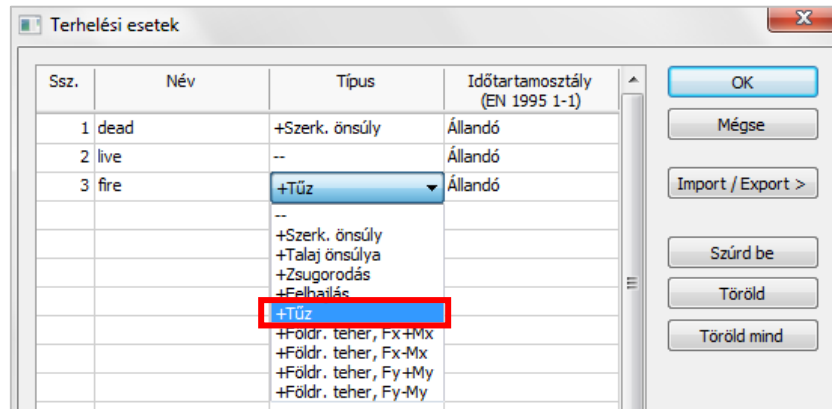 Terhelési esetek
Ssz. Név Típus Időtartamosztály
(EN 1995 1-1)
1 dead +Szerk. önsúly Állandó
2 live -- Állandó
3 fire +Tűz Állandó
--
+Szerk. önsúly
+Talaj önsúlya
+Zsugorodás
+Felhajlás
+Tűz
+Földr. teher, Fx+Mx
+Földr. teher, Fx-Mx
+Földr. teher, Fy+My
+Földr. teher, Fy-My
OK
Mégse
Import / Export >
Szúrd be
Töröld
Töröld mind